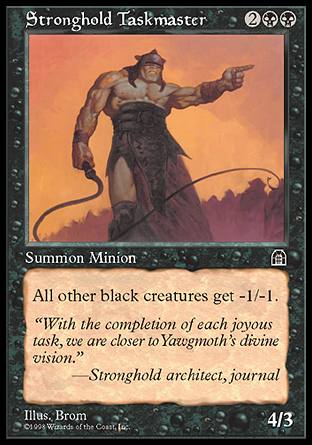 Stronghold Taskmaster 2
Summon Minion
All other black creatures get -1/-1.
“With the completion of each joyous
task, we are closer to Yawgmoth's divine
vision.”
—Stronghold architect, journal
Illus. Brom
©1998 Wizards of the Coast, Inc.
4/3